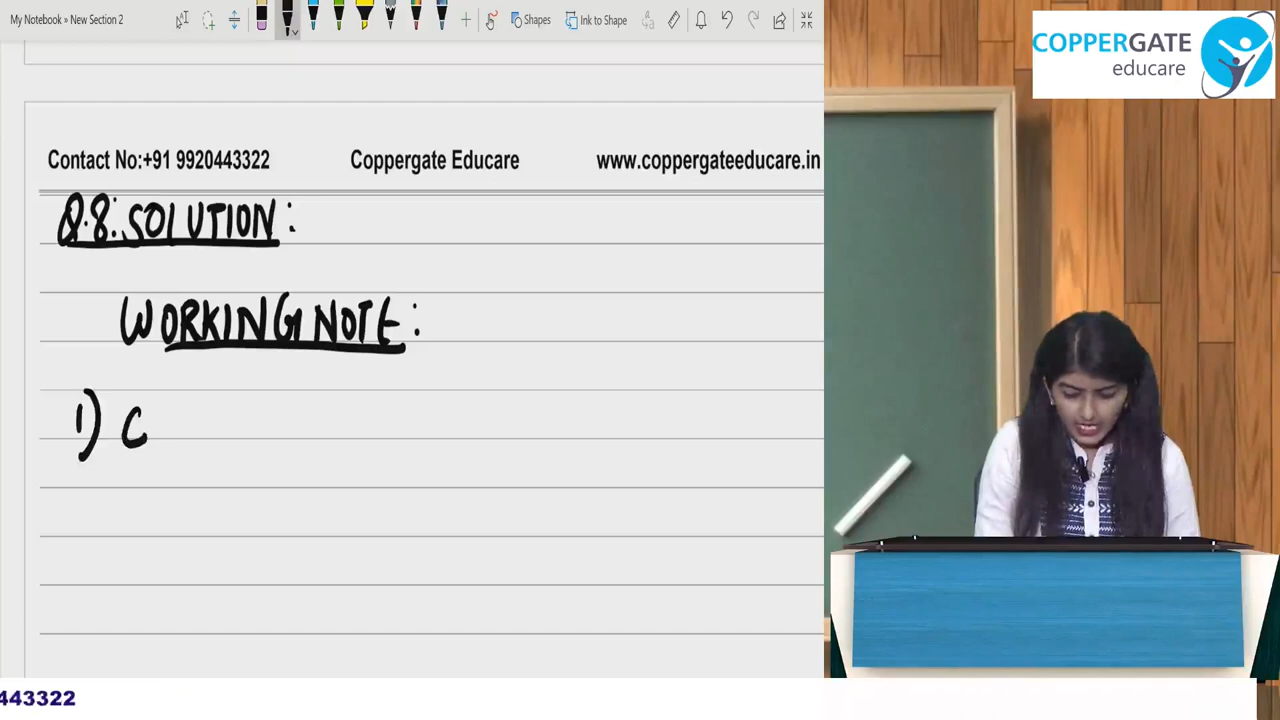 My Notebook » New Section 2
Shapes
Ink to Shape
COPPERGATE
educare
Contact No:+91 9920443322 Coppergate Educare www.coppergateeducare.in
Q.8: SOLUTION:
WORKING NOTE:
1) C
443322